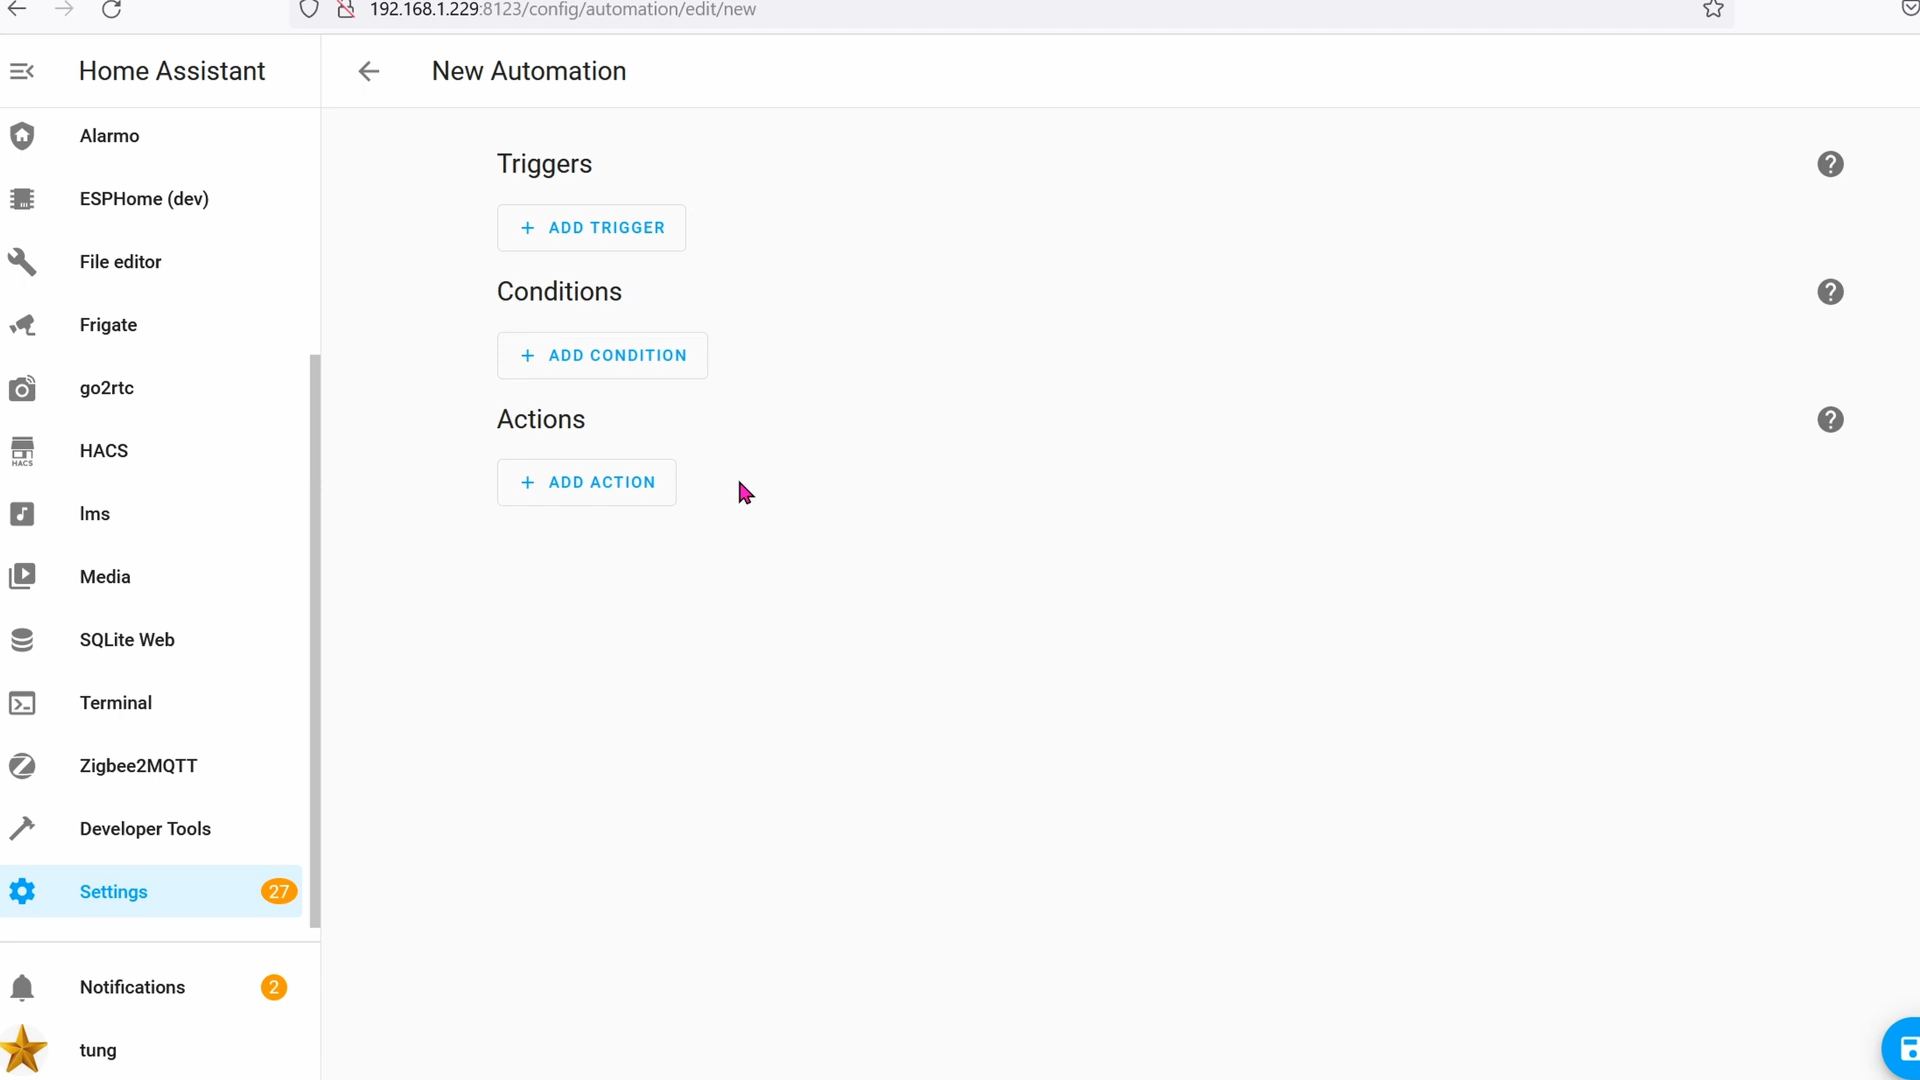 192.168.1.229:8123/config/automation/edit/new
Home Assistant
New Automation
Alarmo
ESPHome (dev)
File editor
Frigate
go2rtc
HACS
HACS
lms
Media
SQLite Web
Terminal
Zigbee2MQTT
Developer Tools
Settings
27
Notifications
2
tung
Triggers
?
+ ADD TRIGGER
Conditions
?
+ ADD CONDITION
Actions
?
+ ADD ACTION